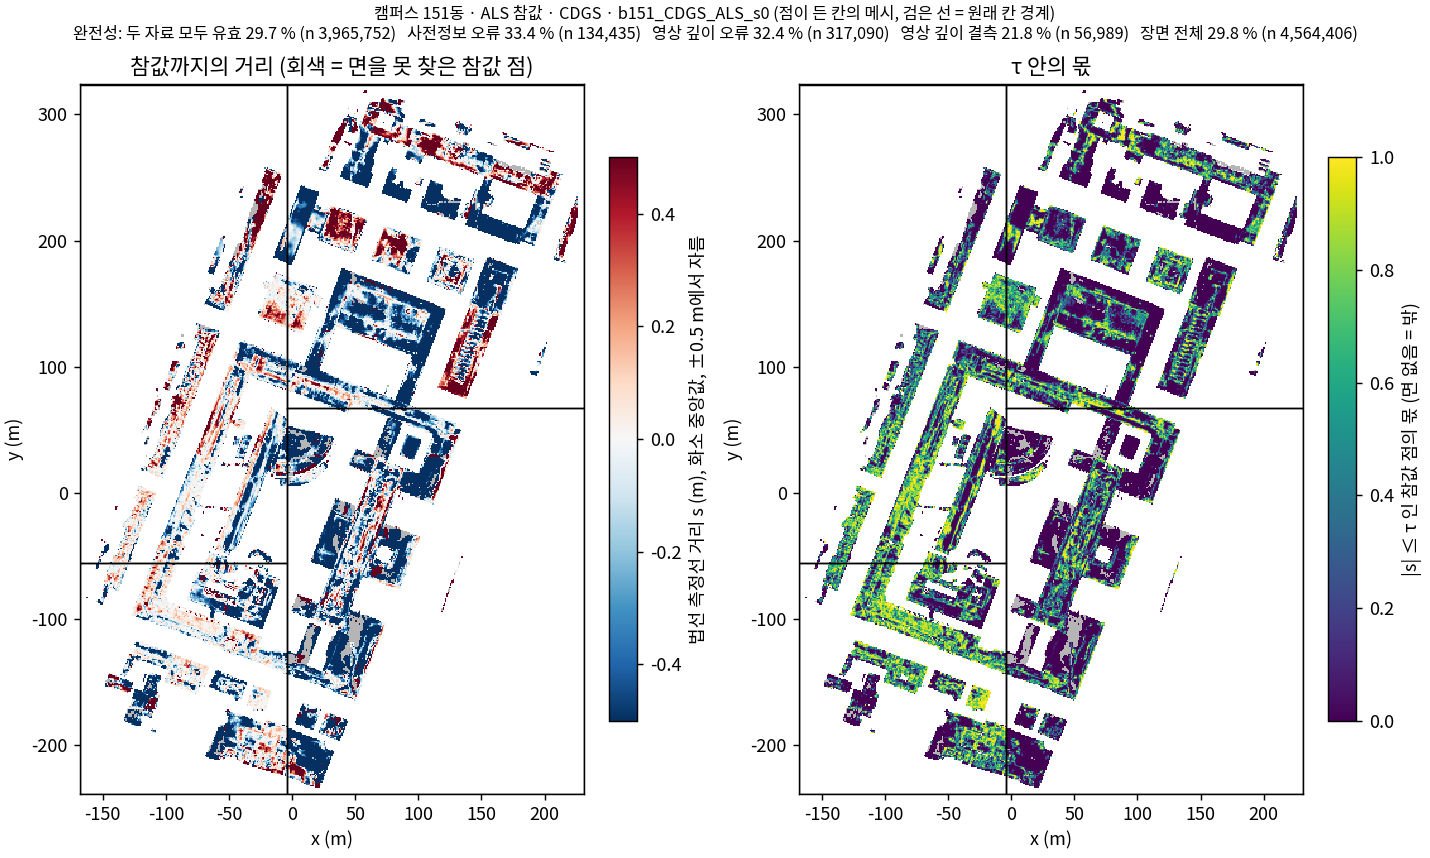 캠퍼스 151동 · ALS 참값 · CDGS · b151_CDGS_ALS_s0 (점이 든 칸의 메시, 검은 선 = 원래 칸 경계)
완전성: 두 자료 모두 유효 29.7 % (n 3,965,752)   사전정보 오류 33.4 % (n 134,435)   영상 깊이 오류 32.4 % (n 317,090)   영상 깊이 결측 21.8 % (n 56,989)   장면 전체 29.8 % (n 4,564,406)
참값까지의 거리 (회색 = 면을 못 찾은 참값 점)
y (m)
300
200
100
0
-100
-200
-150 -100 -50 0 50 100 150 200
x (m)
0.4
0.2
0.0
-0.2
-0.4
법선 측정선 거리 s (m), 화소 중앙값, ±0.5 m에서 자름
τ 안의 몫
y (m)
300
200
100
0
-100
-200
-150 -100 -50 0 50 100 150 200
x (m)
1.0
0.8
0.6
0.4
0.2
0.0
|s| ≤ τ 인 참값 점의 몫 (면 없음 = 밖)